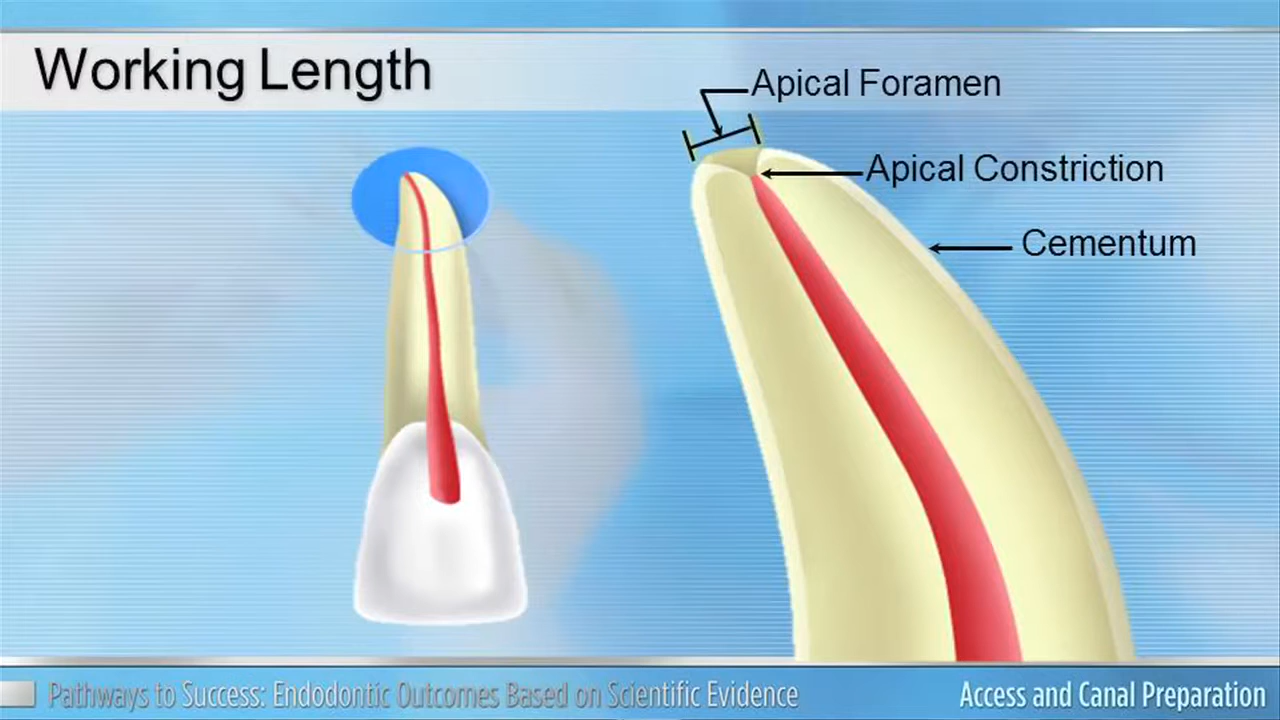 Working Length
Apical Foramen
Apical Constriction
Cementum
Pathways to Success: Endodontic Outcomes Based on Scientific Evidence
Access and Canal Preparation